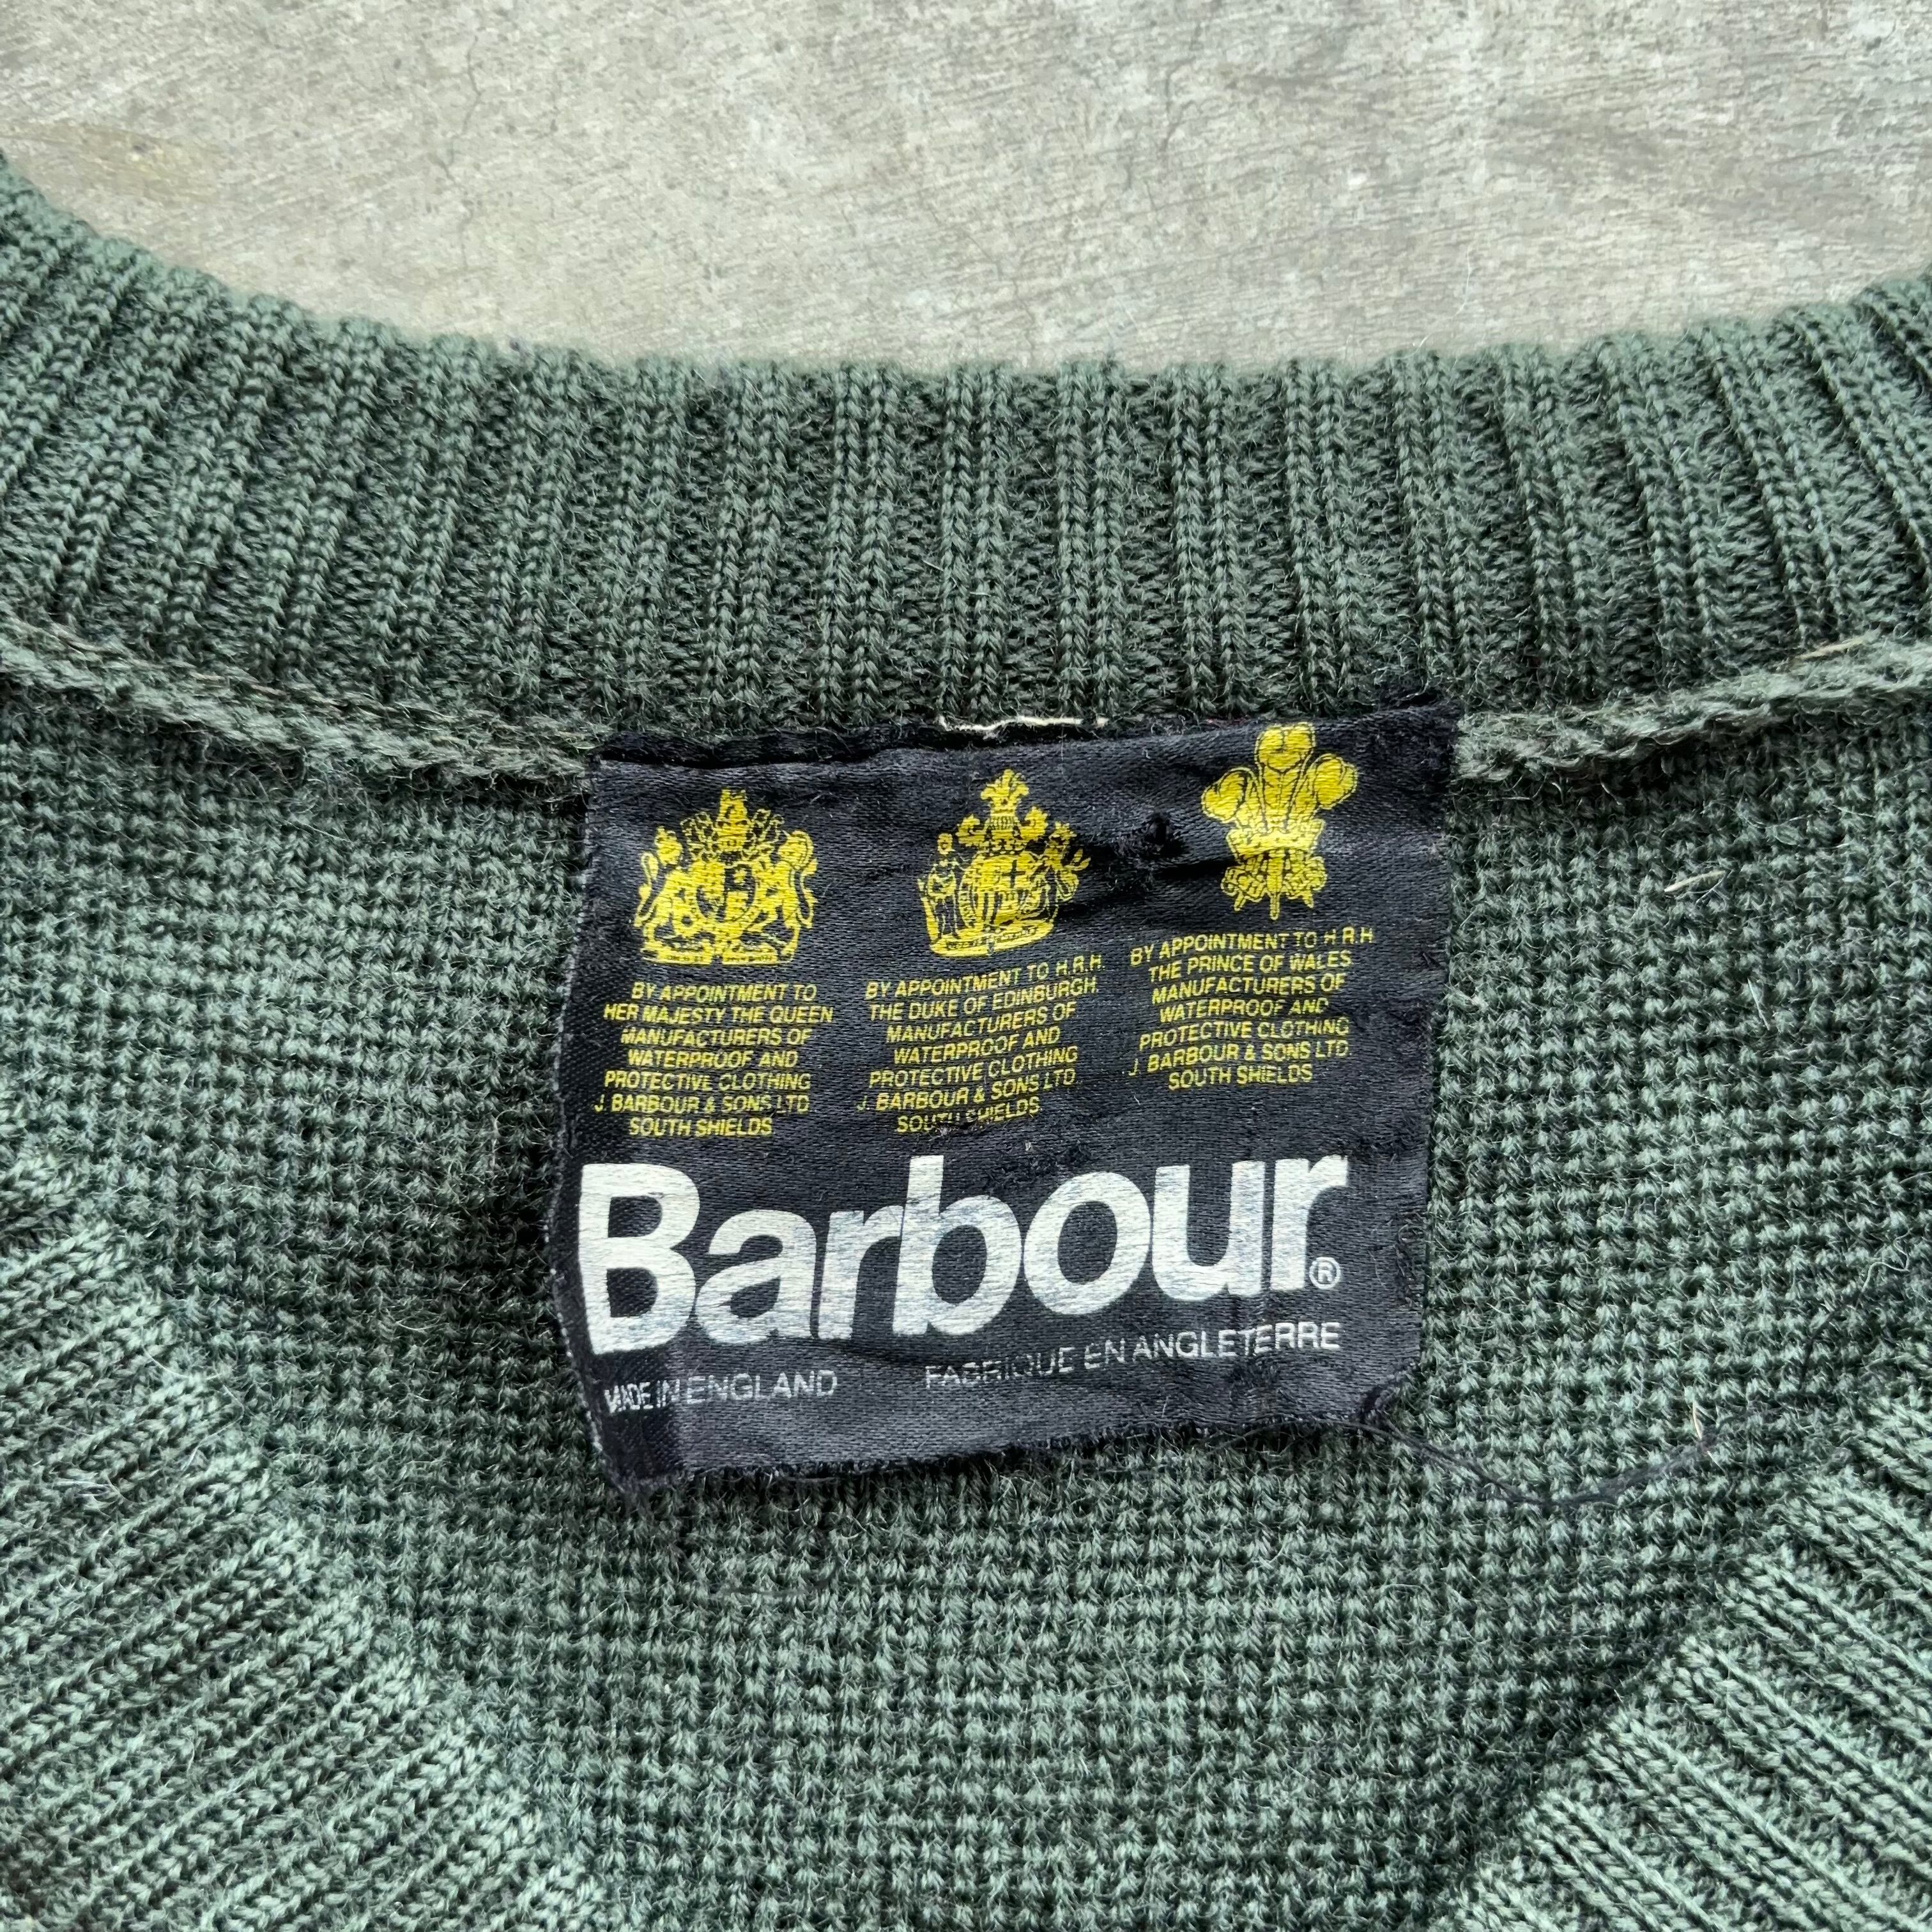 BY APPOINTMENT TO
HER MAJESTY THE QUEEN
MANUFACTURERS OF
WATERPROOF AND
PROTECTIVE CLOTHING
J. BARBOUR & SONS LTD
SOUTH SHIELDS
BY APPOINTMENT TO H.R.H.
THE DUKE OF EDINBURGH
MANUFACTURERS OF
WATERPROOF AND
PROTECTIVE CLOTHING
J. BARBOUR & SONS LTD
SOUTH SHIELDS
BY APPOINTMENT TO H.R.H.
THE PRINCE OF WALES
MANUFACTURERS OF
WATERPROOF AND
PROTECTIVE CLOTHING
J. BARBOUR & SONS LTD
SOUTH SHIELDS
Barbour®
MADE IN ENGLAND FABRIQUE EN ANGLETERRE